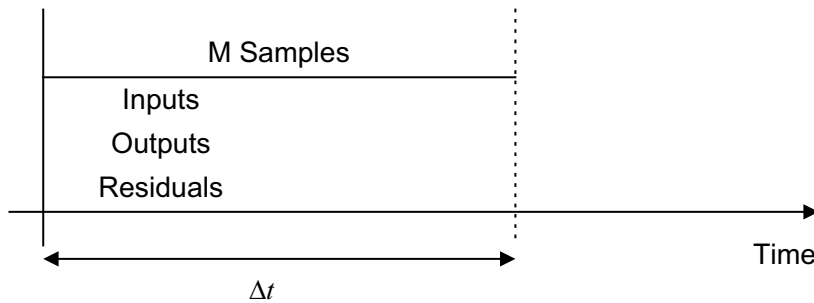 M Samples
Inputs
Outputs
Residuals
Time
Δt